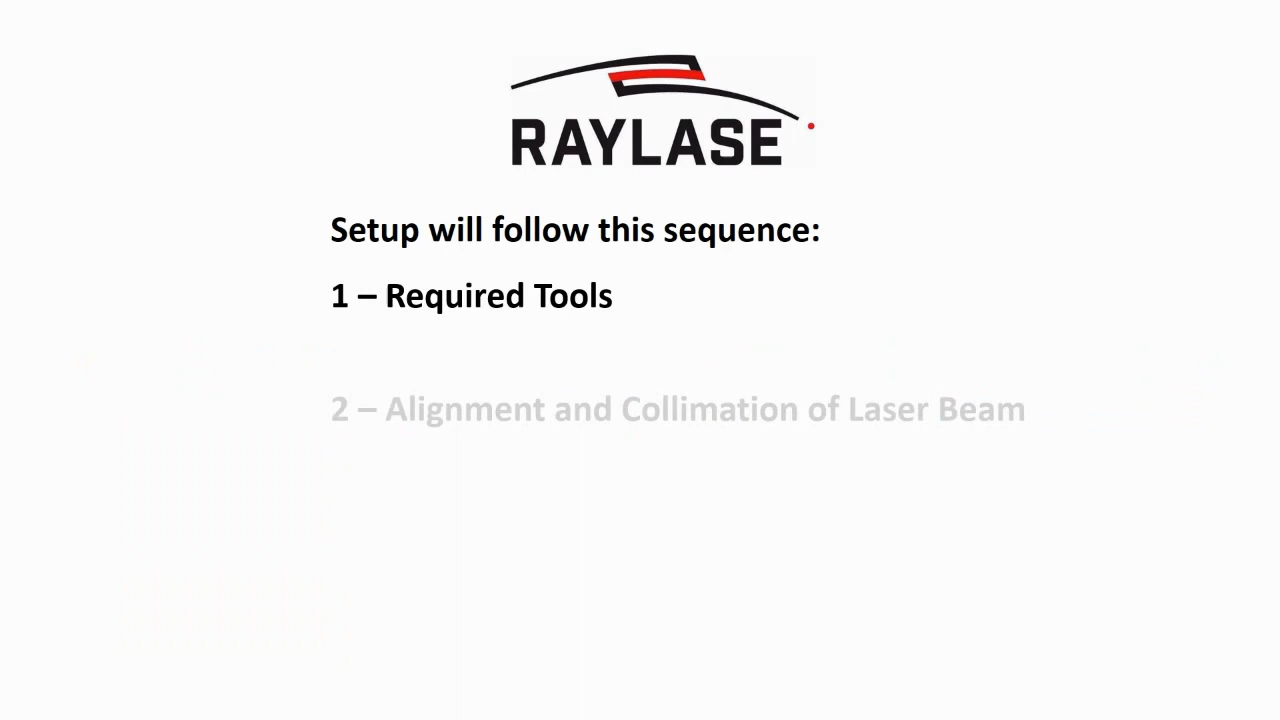 RAYLASE
Setup will follow this sequence:
1 – Required Tools
2 – Alignment and Collimation of Laser Beam